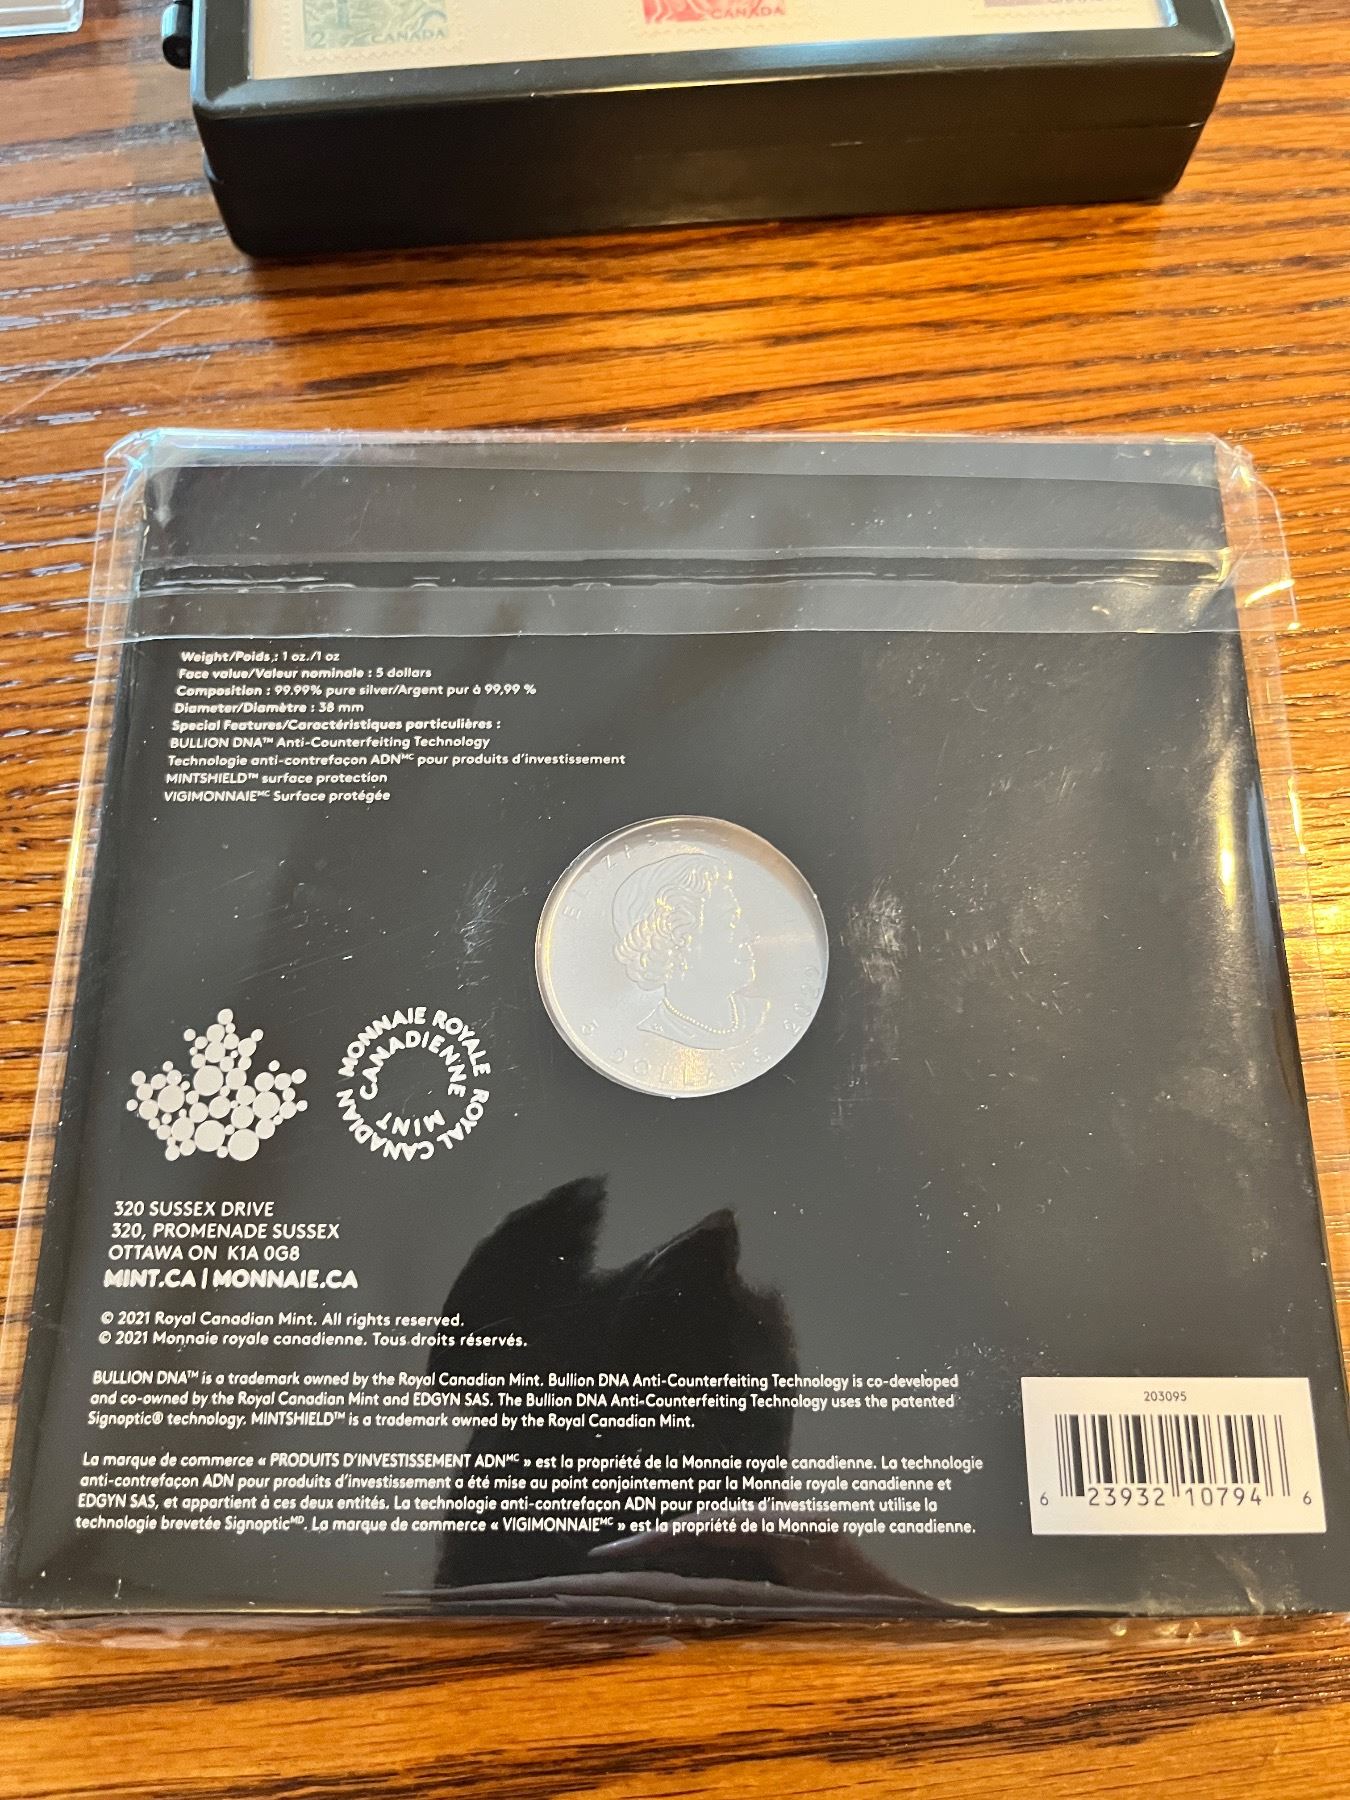 2
CANADA
CANADA
Weight/Poids : 1 oz./1 oz
Face value/Valeur nominale : 5 dollars
Composition : 99.99% pure silver/Argent pur à 99,99 %
Diameter/Diamètre : 38 mm
Special Features/Caractéristiques particulières :
BULLION DNA™ Anti-Counterfeiting Technology
Technologie anti-contrefaçon ADNᴹᶜ pour produits d'investissement
MINTSHIELD™ surface protection
VIGIMONNAIEᴹᶜ Surface protégée
5 DOLLARS
MONNAIE ROYALE
CANADIENNE
ROYAL CANADIAN
MINT
320 SUSSEX DRIVE
320, PROMENADE SUSSEX
OTTAWA ON K1A 0G8
MINT.CA | MONNAIE.CA
© 2021 Royal Canadian Mint. All rights reserved.
© 2021 Monnaie royale canadienne. Tous droits réservés.
BULLION DNA™ is a trademark owned by the Royal Canadian Mint. Bullion DNA Anti-Counterfeiting Technology is co-developed
and co-owned by the Royal Canadian Mint and EDGYN SAS. The Bullion DNA Anti-Counterfeiting Technology uses the patented
Signoptic® technology. MINTSHIELD™ is a trademark owned by the Royal Canadian Mint.
La marque de commerce « PRODUITS D'INVESTISSEMENT ADNᴹᶜ » est la propriété de la Monnaie royale canadienne. La technologie
anti-contrefaçon ADN pour produits d'investissement a été mise au point conjointement par la Monnaie royale canadienne et
EDGYN SAS, et appartient à ces deux entités. La technologie anti-contrefaçon ADN pour produits d'investissement utilise la
technologie brevetée Signopticᴹᴰ. La marque de commerce « VIGIMONNAIEᴹᶜ » est la propriété de la Monnaie royale canadienne.
203095
6 23932 10794 6